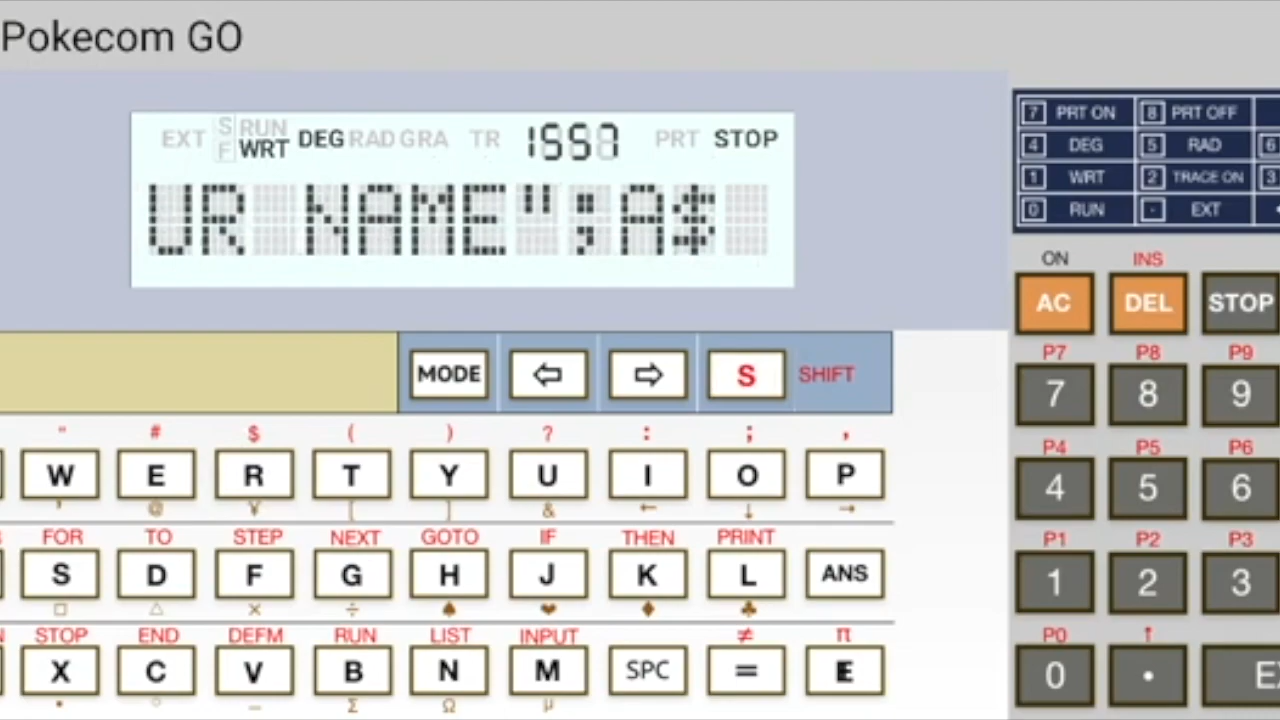 Pokecom GO
EXT S F RUN WRT DEG RAD GRA TR 1557 PRT STOP
UR NAME";A$
7 PRT ON 8 PRT OFF
4 DEG 5 RAD 6
1 WRT 2 TRACE ON 3
0 RUN · EXT
ON INS
AC DEL STOP
MODE ⇦ ⇨ S SHIFT
P7 P8 P9
7 8 9
" # $ ( ) ? : ; ,
W E R T Y U I O P
' @ ¥ [ ] & ← ↓ →
P4 P5 P6
4 5 6
FOR TO STEP NEXT GOTO IF THEN PRINT
S D F G H J K L ANS
□ △ × ÷ ♠ ♥ ♦ ♣
P1 P2 P3
1 2 3
STOP END DEFM RUN LIST INPUT ≠ π
X C V B N M SPC = E
Σ Ω μ
P0 ↑
0 ·